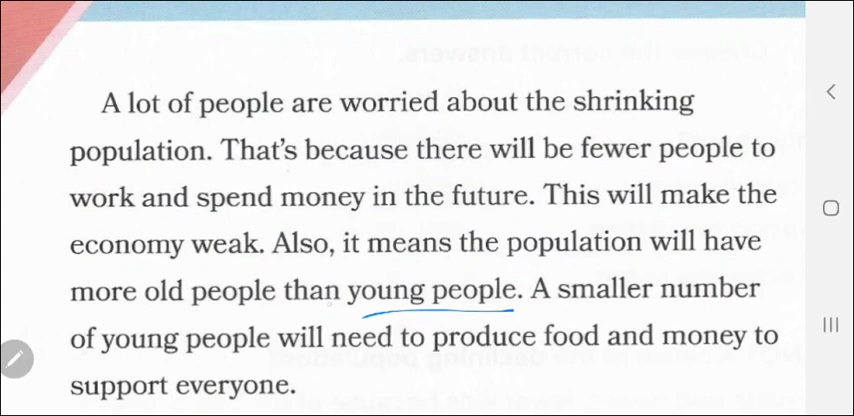 A lot of people are worried about the shrinking
population. That's because there will be fewer people to
work and spend money in the future. This will make the
economy weak. Also, it means the population will have
more old people than young people. A smaller number
of young people will need to produce food and money to
support everyone.